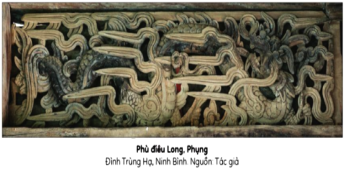 Phù điêu Long, Phụng
Đình Trùng Hạ, Ninh Bình. Nguồn: Tác giả